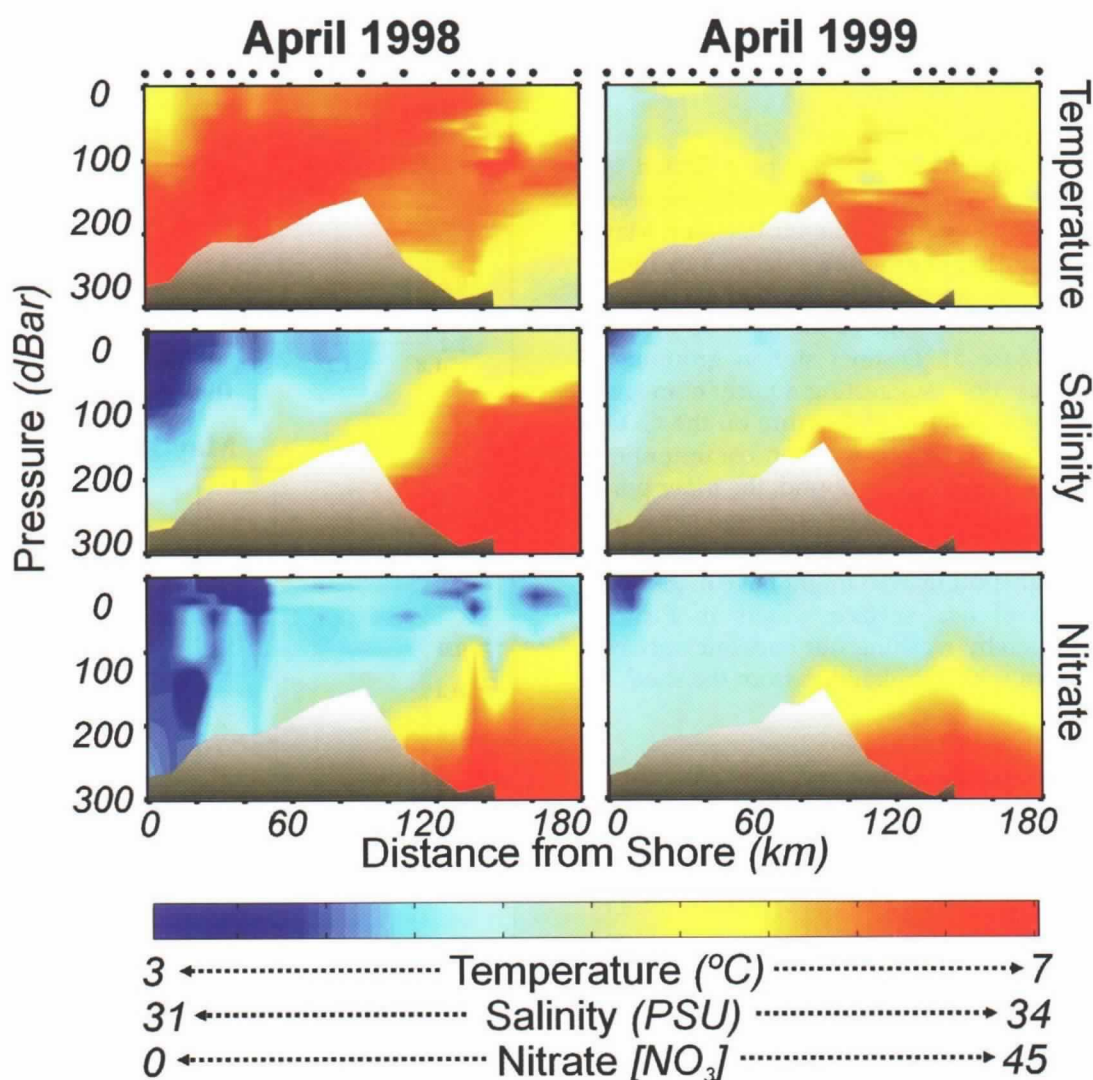 April 1998 April 1999
0
100
200
300
Temperature
Pressure (dBar)
0
100
200
300
Salinity
0
100
200
300
Nitrate
0 60 120 180 0 60 120 180
Distance from Shore (km)
3 Temperature (ºC) 7
31 Salinity (PSU) 34
0 Nitrate [NO₃] 45